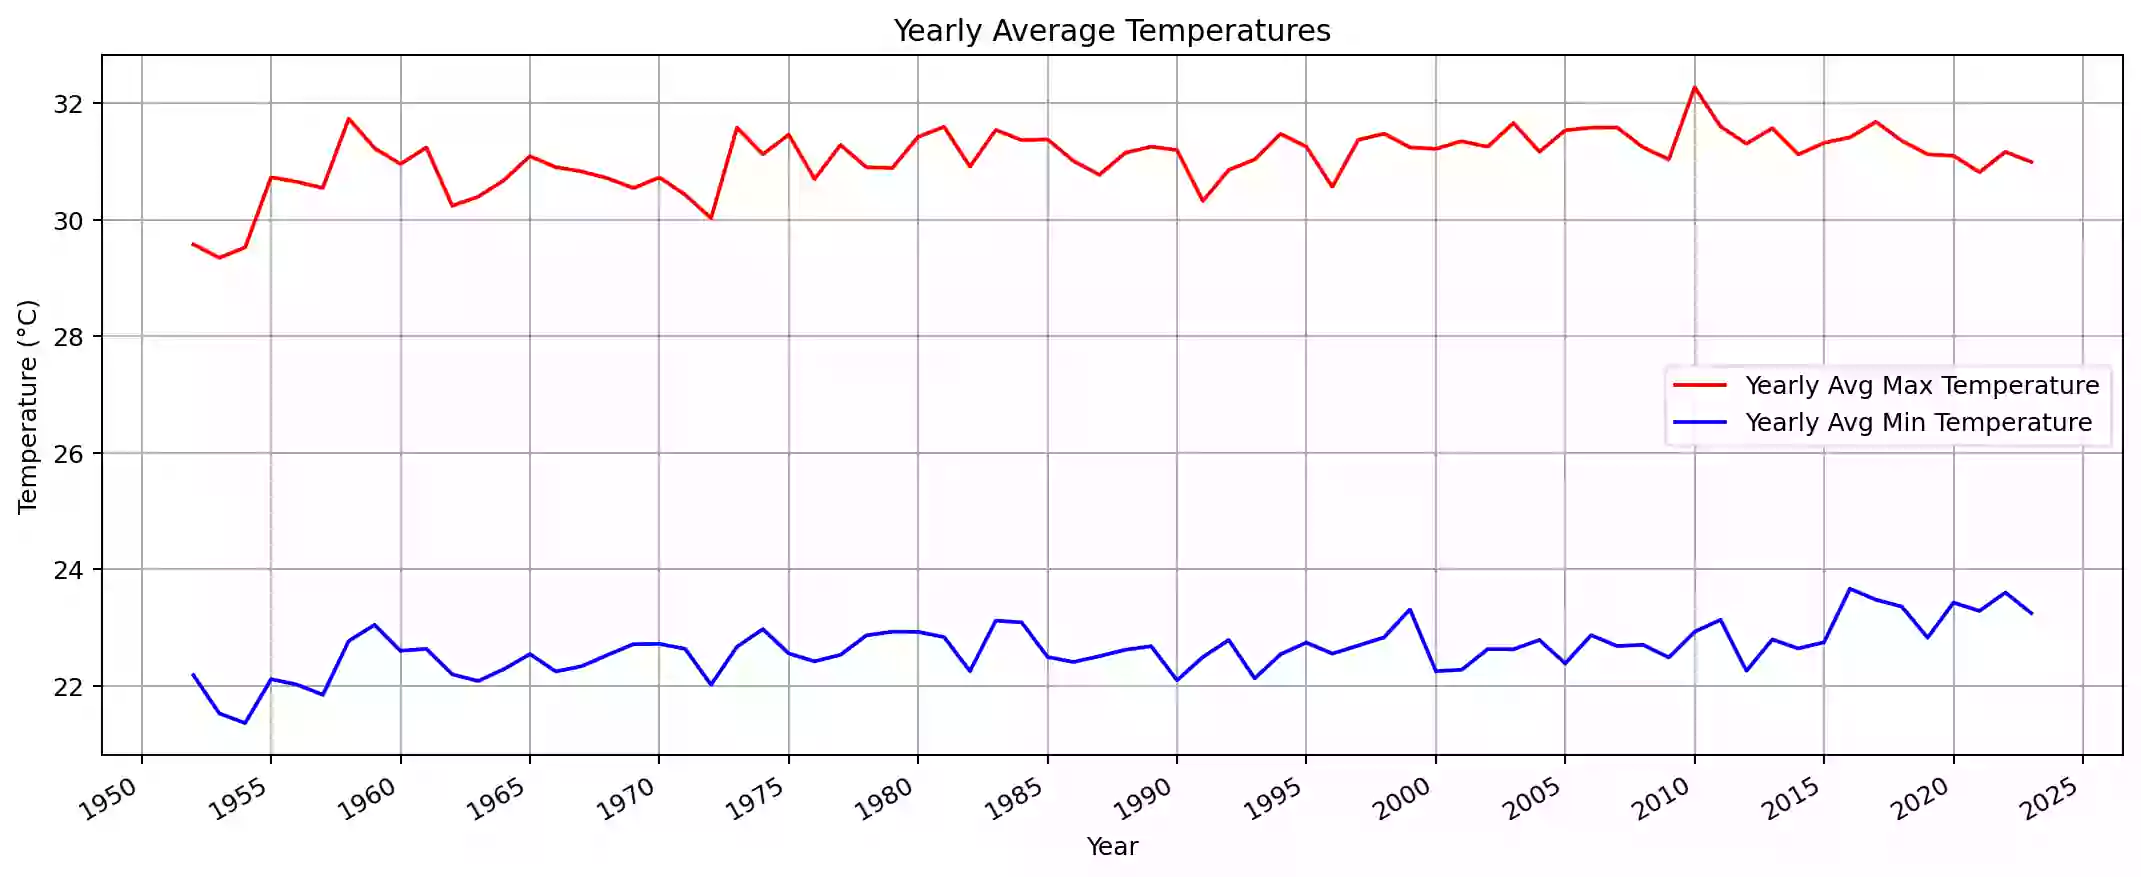 Yearly Average Temperatures
Temperature (°C)
32
30
28
26
24
22
Yearly Avg Max Temperature
Yearly Avg Min Temperature
1950 1955 1960 1965 1970 1975 1980 1985 1990 1995 2000 2005 2010 2015 2020 2025
Year